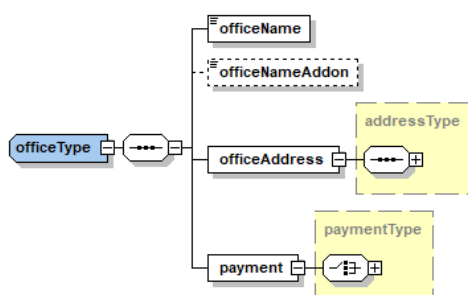 officeName
officeNameAddon
addressType
officeType
officeAddress
paymentType
payment